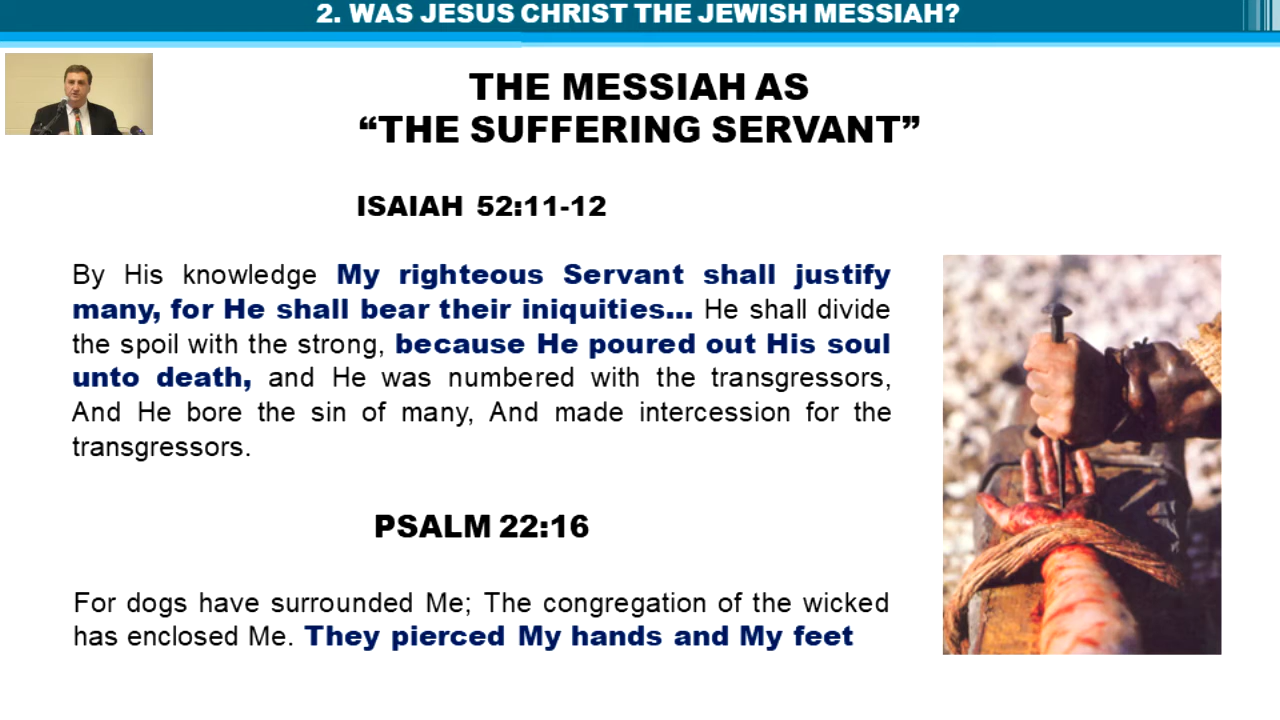 2. WAS JESUS CHRIST THE JEWISH MESSIAH?
THE MESSIAH AS
“THE SUFFERING SERVANT”
ISAIAH 52:11-12
By His knowledge My righteous Servant shall justify
many, for He shall bear their iniquities... He shall divide
the spoil with the strong, because He poured out His soul
unto death, and He was numbered with the transgressors,
And He bore the sin of many, And made intercession for the
transgressors.
PSALM 22:16
For dogs have surrounded Me; The congregation of the wicked
has enclosed Me. They pierced My hands and My feet